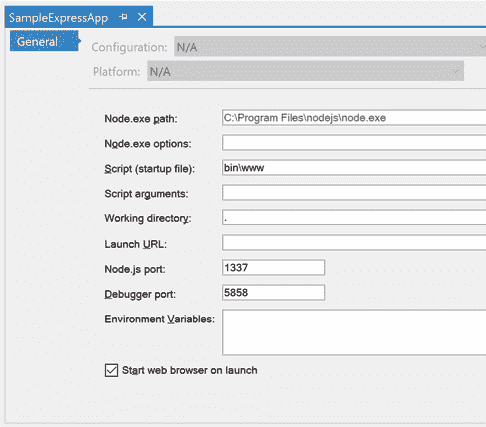 SampleExpressApp
General
Configuration: N/A
Platform: N/A
Node.exe path: C:\Program Files\nodejs\node.exe
Node.exe options:
Script (startup file): bin\www
Script arguments:
Working directory: .
Launch URL:
Node.js port: 1337
Debugger port: 5858
Environment Variables:
Start web browser on launch